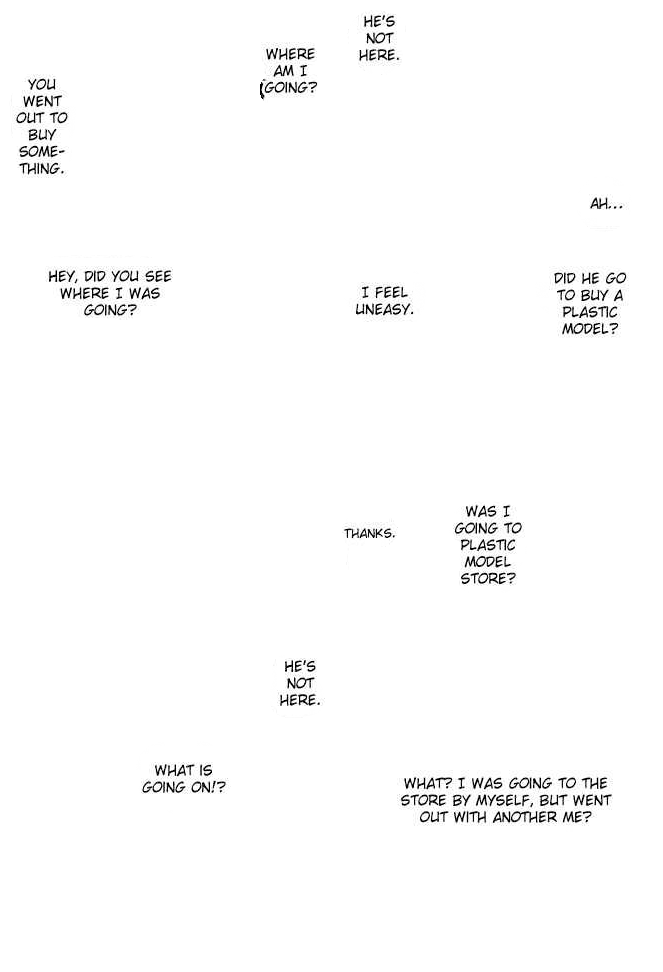 HE'S
NOT
HERE.
WHERE
AM I
GOING?
YOU
WENT
OUT TO
BUY
SOME-
THING.
AH...
DID HE GO
TO BUY A
PLASTIC
MODEL?
I FEEL
UNEASY.
HEY, DID YOU SEE
WHERE I WAS
GOING?
WAS I
GOING TO
PLASTIC
MODEL
STORE?
THANKS.
HE'S
NOT
HERE.
WHAT? I WAS GOING TO THE
STORE BY MYSELF, BUT WENT
OUT WITH ANOTHER ME?
WHAT IS
GOING ON!?